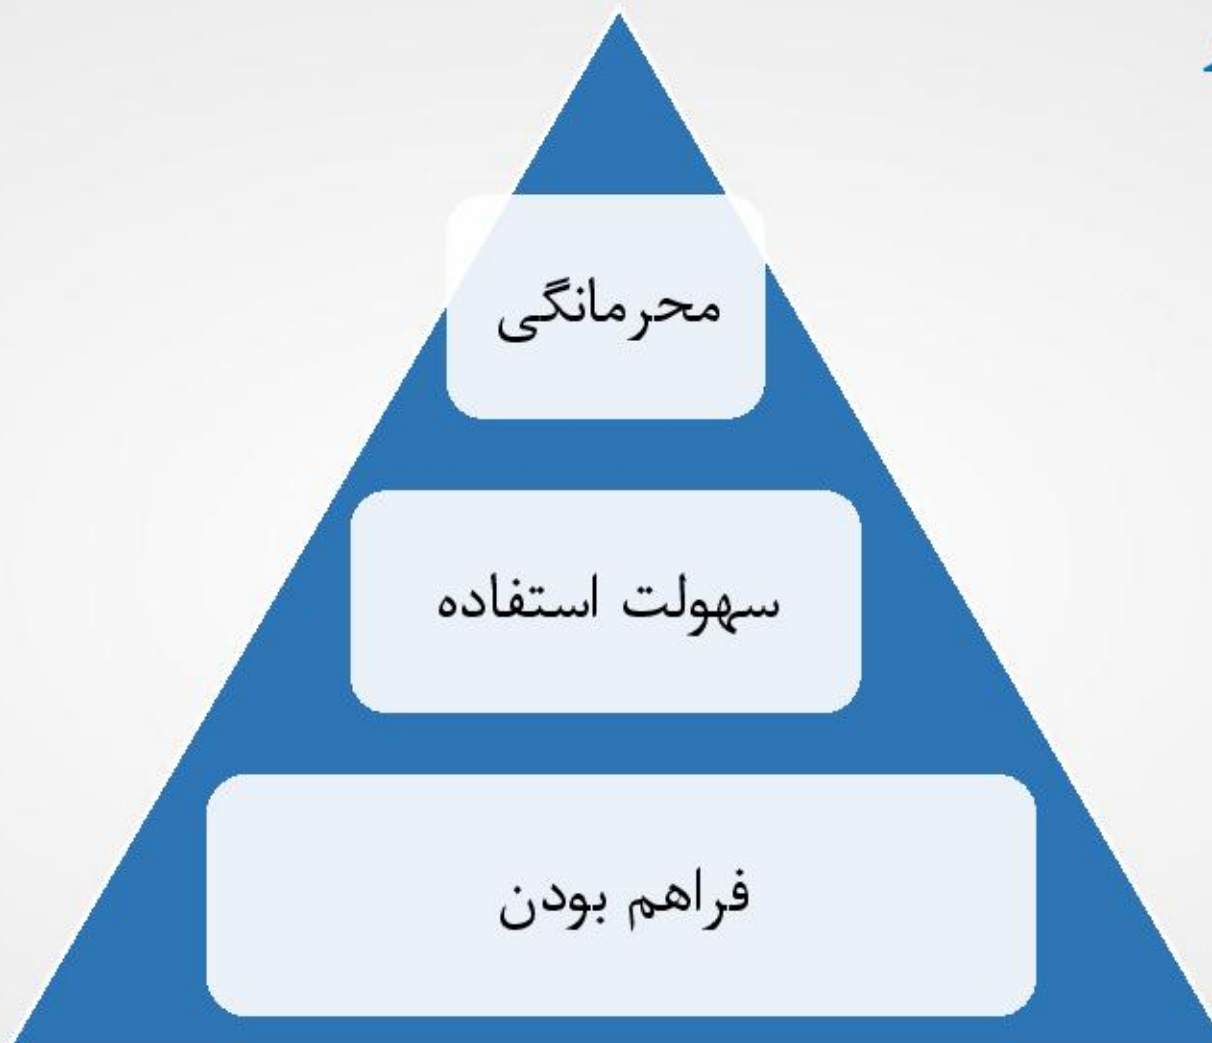 محرمانگی
سهولت استفاده
فراهم بودن